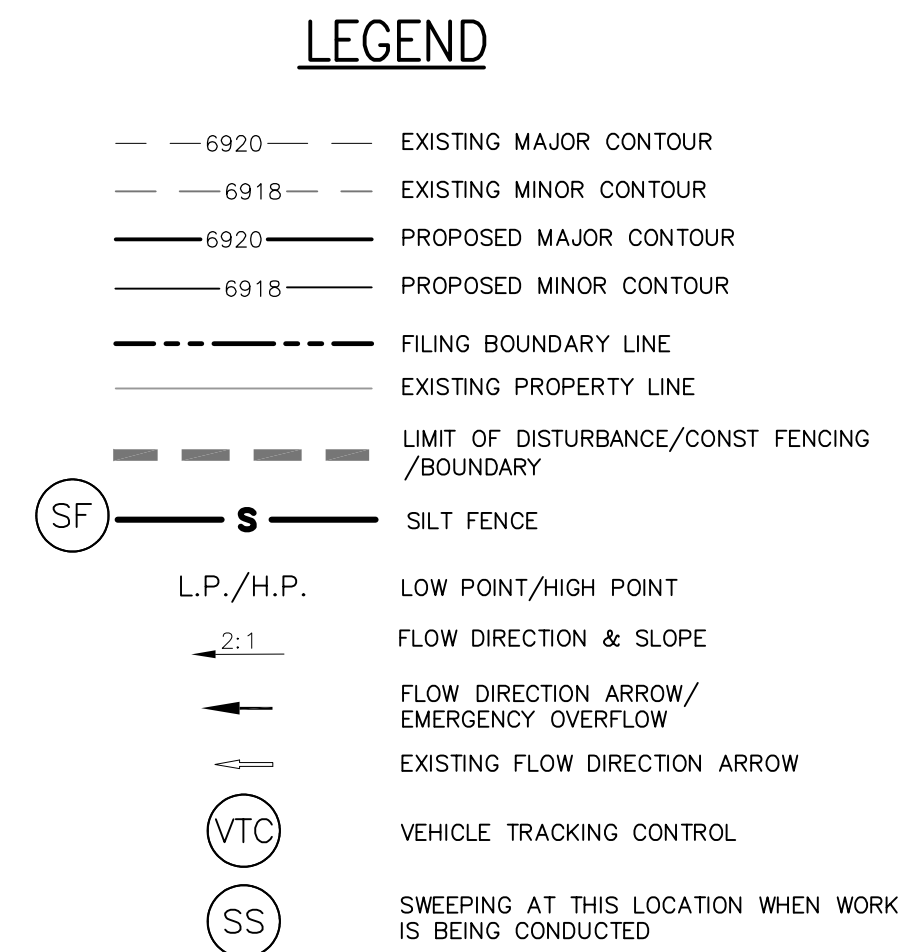 LEGEND
6920 EXISTING MAJOR CONTOUR
6918 EXISTING MINOR CONTOUR
6920 PROPOSED MAJOR CONTOUR
6918 PROPOSED MINOR CONTOUR
FILING BOUNDARY LINE
EXISTING PROPERTY LINE
LIMIT OF DISTURBANCE/CONST FENCING
/BOUNDARY
SF S SILT FENCE
L.P./H.P. LOW POINT/HIGH POINT
2:1 FLOW DIRECTION & SLOPE
FLOW DIRECTION ARROW/
EMERGENCY OVERFLOW
EXISTING FLOW DIRECTION ARROW
VTC VEHICLE TRACKING CONTROL
SS SWEEPING AT THIS LOCATION WHEN WORK
IS BEING CONDUCTED